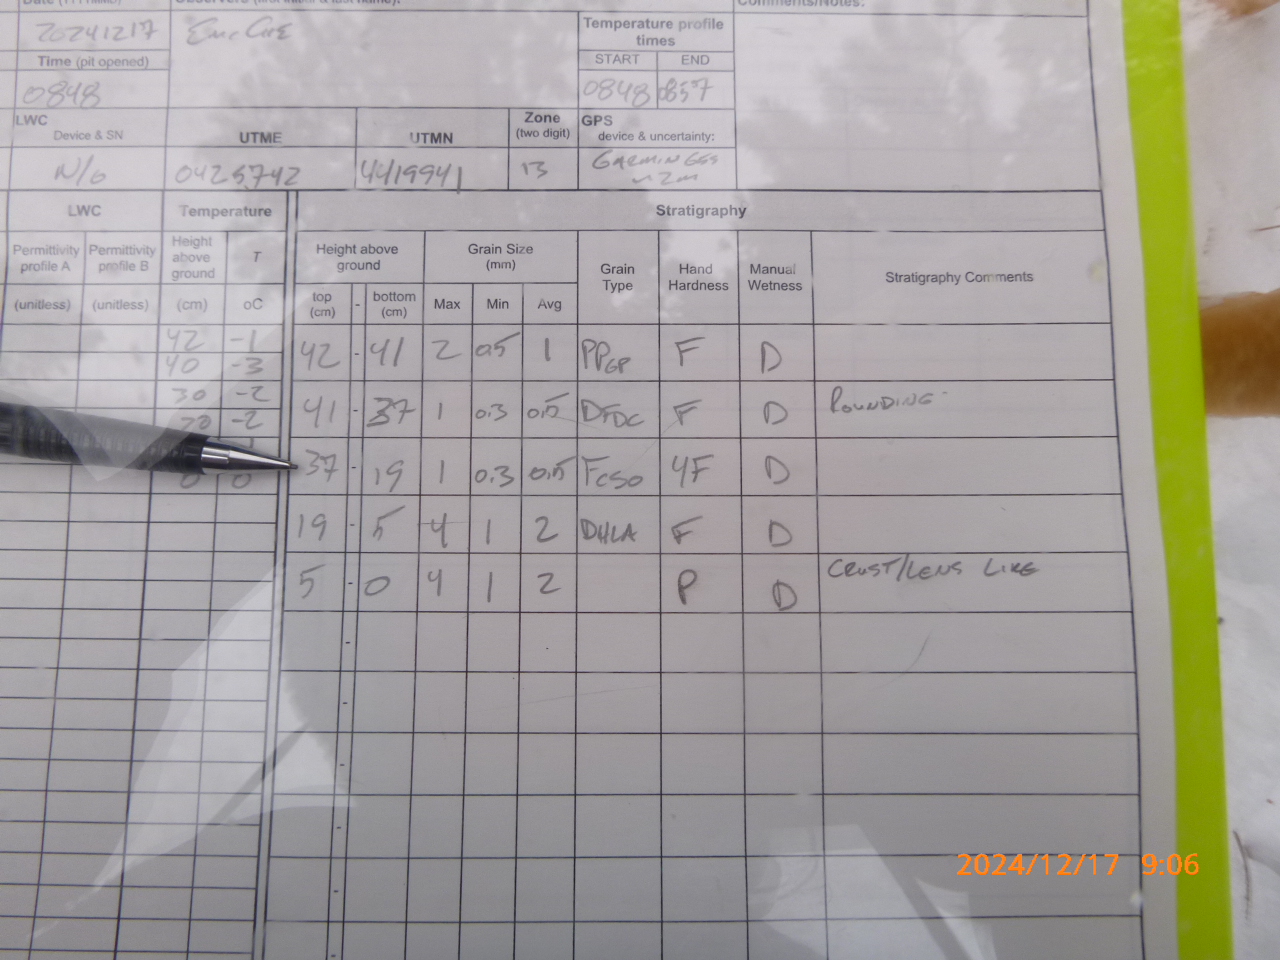 Comments/Notes:
20241217
Temperature profile times
Time (pit opened)
START END
0848
0848 0857
LWC
Device & SN
UTME
UTMN
Zone (two digit)
GPS
device & uncertainty:
N/A 0425742 4419941 13 GARMIN
LWC Temperature Stratigraphy
Permittivity profile A (unitless)
Permittivity profile B (unitless)
Height above ground (cm)
T oC
Height above ground
top (cm) - bottom (cm)
Grain Size (mm)
Max Min Avg
Grain Type
Hand Hardness
Manual Wetness
Stratigraphy Comments
42 -1
40 -3
30 -2
20 -2
0 0
42 - 41 2 0.5 1 PPGP F D
41 - 37 1 0.3 0.5 DFDC F D ROUNDING
37 - 19 1 0.3 0.5 FCSO 4F D
19 - 5 4 1 2 DHLA F D
5 - 0 4 1 2 P D CRUST/LENS LIKE
2024/12/17 9:06